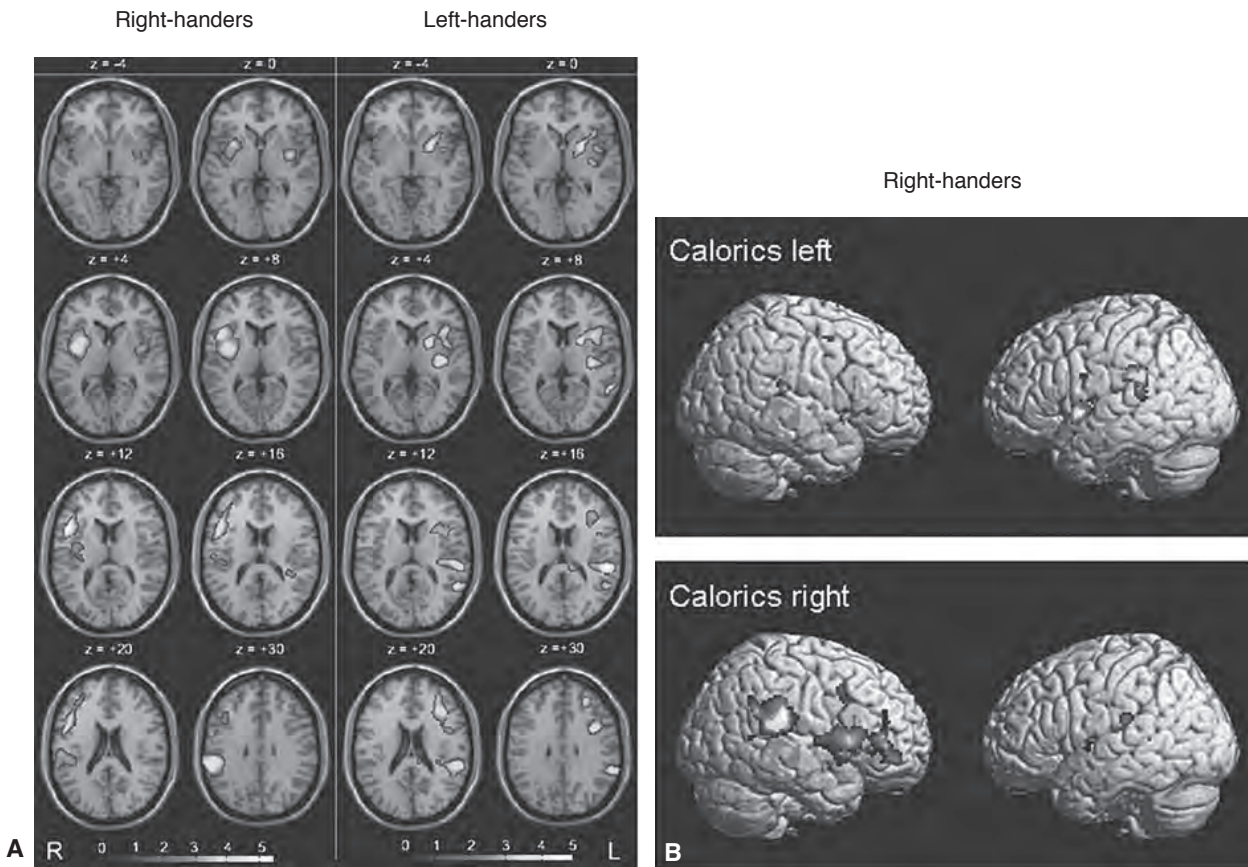 Right-handers Left-handers
z = -4 z = 0 z = -4 z = 0
z = +4 z = +8 z = +4 z = +8
z = +12 z = +16 z = +12 z = +16
z = +20 z = +30 z = +20 z = +30
A R 0 1 2 3 4 5 0 1 2 3 4 5 L
Right-handers
Calorics left
Calorics right
B